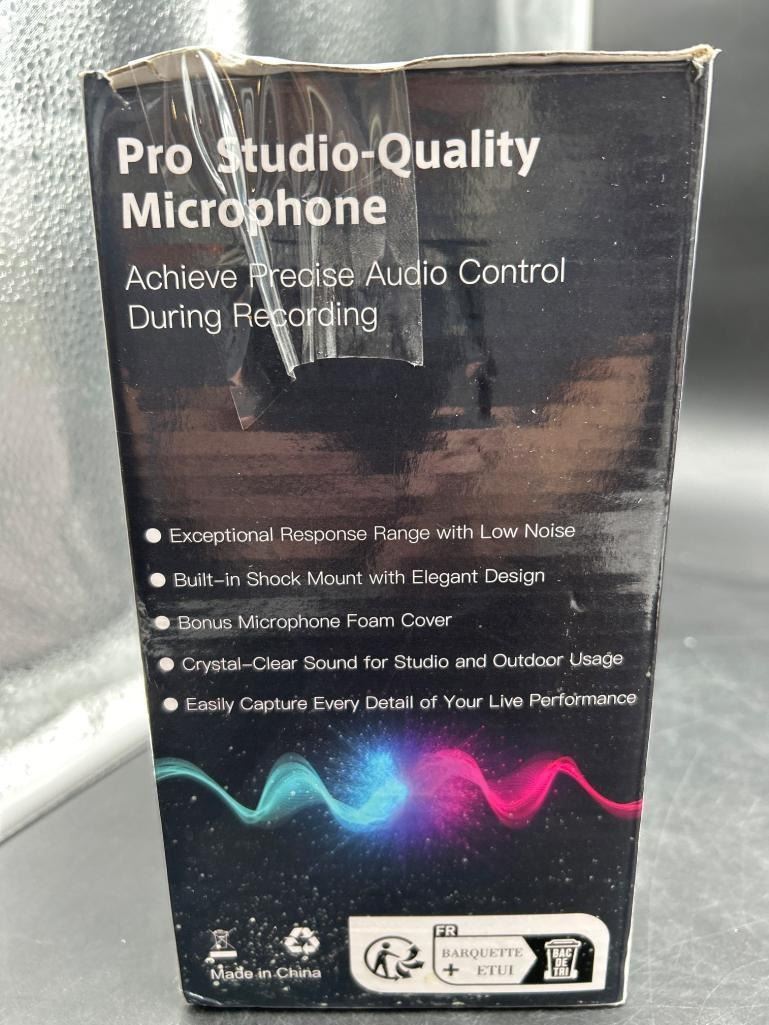 Pro Studio-Quality
Microphone
Achieve Precise Audio Control
During Recording
Exceptional Response Range with Low Noise
Built-in Shock Mount with Elegant Design
Bonus Microphone Foam Cover
Crystal-Clear Sound for Studio and Outdoor Usage
Easily Capture Every Detail of Your Live Performance
Made in China
FR
BARQUETTE
+ ETUI
BAC
DE
TRI